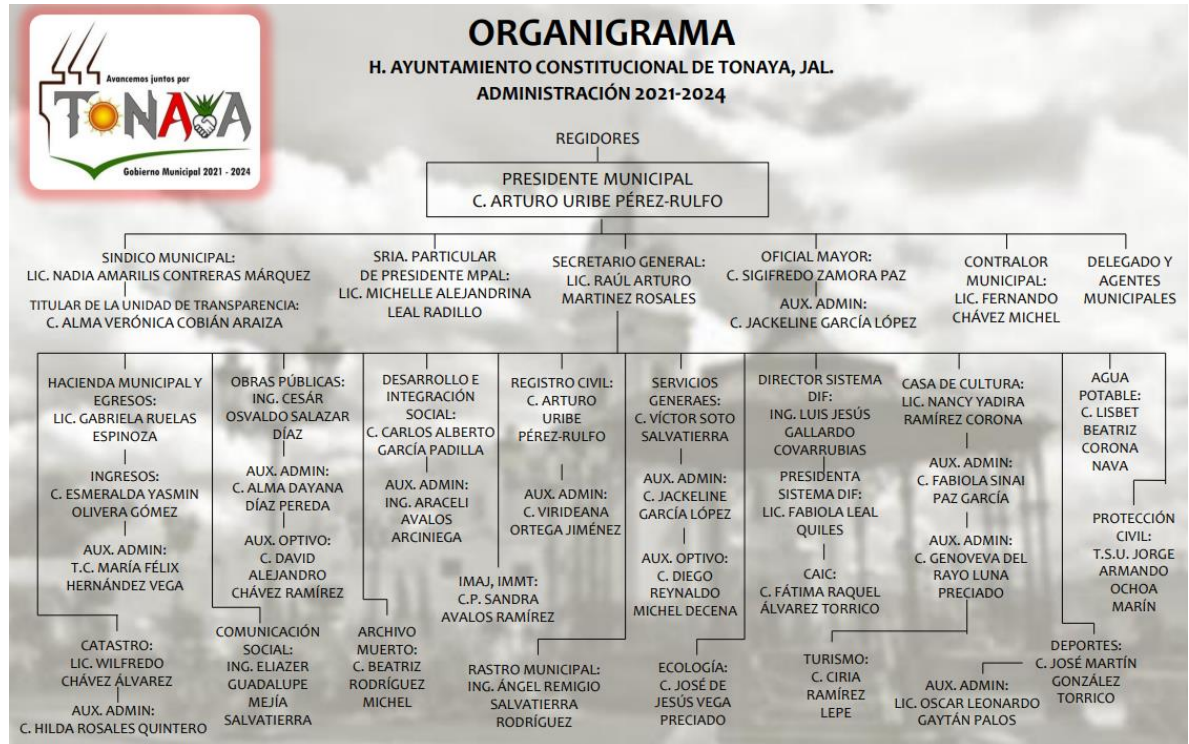 Avancemos juntos por
TONAYA
Gobierno Municipal 2021 - 2024
ORGANIGRAMA
H. AYUNTAMIENTO CONSTITUCIONAL DE TONAYA, JAL.
ADMINISTRACIÓN 2021-2024
REGIDORES
PRESIDENTE MUNICIPAL
C. ARTURO URIBE PÉREZ-RULFO
SINDICO MUNICIPAL:
LIC. NADIA AMARILIS CONTRERAS MÁRQUEZ
TITULAR DE LA UNIDAD DE TRANSPARENCIA:
C. ALMA VERÓNICA COBIÁN ARAIZA
SRIA. PARTICULAR
DE PRESIDENTE MPAL:
LIC. MICHELLE ALEJANDRINA
LEAL RADILLO
SECRETARIO GENERAL:
LIC. RAÚL ARTURO
MARTINEZ ROSALES
OFICIAL MAYOR:
C. SIGIFREDO ZAMORA PAZ
AUX. ADMIN:
C. JACKELINE GARCÍA LÓPEZ
CONTRALOR
MUNICIPAL:
LIC. FERNANDO
CHÁVEZ MICHEL
DELEGADO Y
AGENTES
MUNICIPALES
HACIENDA MUNICIPAL Y
EGRESOS:
LIC. GABRIELA RUELAS
ESPINOZA
INGRESOS:
C. ESMERALDA YASMIN
OLIVERA GÓMEZ
AUX. ADMIN:
T.C. MARÍA FÉLIX
HERNÁNDEZ VEGA
CATASTRO:
LIC. WILFREDO
CHÁVEZ ÁLVAREZ
AUX. ADMIN:
C. HILDA ROSALES QUINTERO
OBRAS PÚBLICAS:
ING. CESÁR
OSVALDO SALAZAR
DÍAZ
AUX. ADMIN:
C. ALMA DAYANA
DÍAZ PEREDA
AUX. OPTIVO:
C. DAVID
ALEJANDRO
CHÁVEZ RAMÍREZ
COMUNICACIÓN
SOCIAL:
ING. ELIAZER
GUADALUPE
MEJÍA
SALVATIERRA
DESARROLLO E
INTEGRACIÓN
SOCIAL:
C. CARLOS ALBERTO
GARCÍA PADILLA
AUX. ADMIN:
ING. ARACELI
AVALOS
ARCINIEGA
ARCHIVO
MUERTO:
C. BEATRIZ
RODRÍGUEZ
MICHEL
REGISTRO CIVIL:
C. ARTURO
URIBE
PÉREZ-RULFO
AUX. ADMIN:
C. VIRIDEANA
ORTEGA JIMÉNEZ
IMAJ, IMMT:
C.P. SANDRA
AVALOS RAMÍREZ
RASTRO MUNICIPAL:
ING. ÁNGEL REMIGIO
SALVATIERRA
RODRÍGUEZ
SERVICIOS
GENERAES:
C. VÍCTOR SOTO
SALVATIERRA
AUX. ADMIN:
C. JACKELINE
GARCÍA LÓPEZ
AUX. OPTIVO:
C. DIEGO
REYNALDO
MICHEL DECENA
ECOLOGÍA:
C. JOSÉ DE
JESÚS VEGA
PRECIADO
DIRECTOR SISTEMA
DIF:
ING. LUIS JESÚS
GALLARDO
COVARRUBIAS
PRESIDENTA
SISTEMA DIF:
LIC. FABIOLA LEAL
QUILES
CAIC:
C. FÁTIMA RAQUEL
ÁLVAREZ TORRICO
CASA DE CULTURA:
LIC. NANCY YADIRA
RAMÍREZ CORONA
AUX. ADMIN:
C. FABIOLA SINAI
PAZ GARCÍA
AUX. ADMIN:
C. GENOVEVA DEL
RAYO LUNA
PRECIADO
TURISMO:
C. CIRIA
RAMÍREZ
LEPE
AGUA
POTABLE:
C. LISBET
BEATRIZ
CORONA
NAVA
PROTECCIÓN
CIVIL:
T.S.U. JORGE
ARMANDO
OCHOA
MARÍN
DEPORTES:
C. JOSÉ MARTÍN
GONZÁLEZ
TORRICO
AUX. ADMIN:
LIC. OSCAR LEONARDO
GAYTÁN PALOS